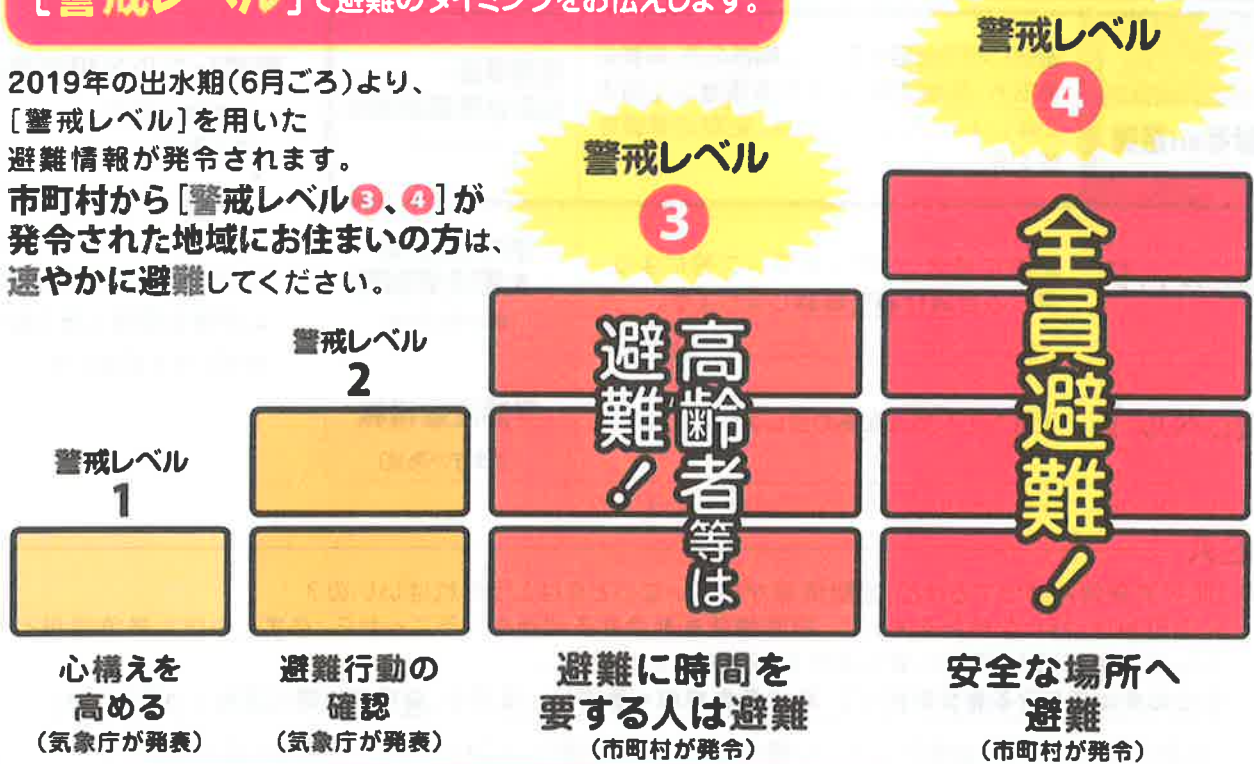 [警戒レベル]で避難のタイミングをお伝えします。
2019年の出水期(6月ごろ)より、
[警戒レベル]を用いた
避難情報が発令されます。
市町村から[警戒レベル3、4]が
発令された地域にお住まいの方は、
速やかに避難してください。
警戒レベル
1
心構えを
高める
(気象庁が発表)
警戒レベル
2
避難行動の
確認
(気象庁が発表)
警戒レベル
3
高齢者等は
避難!
避難に時間を
要する人は避難
(市町村が発令)
警戒レベル
4
全員避難!
安全な場所へ
避難
(市町村が発令)